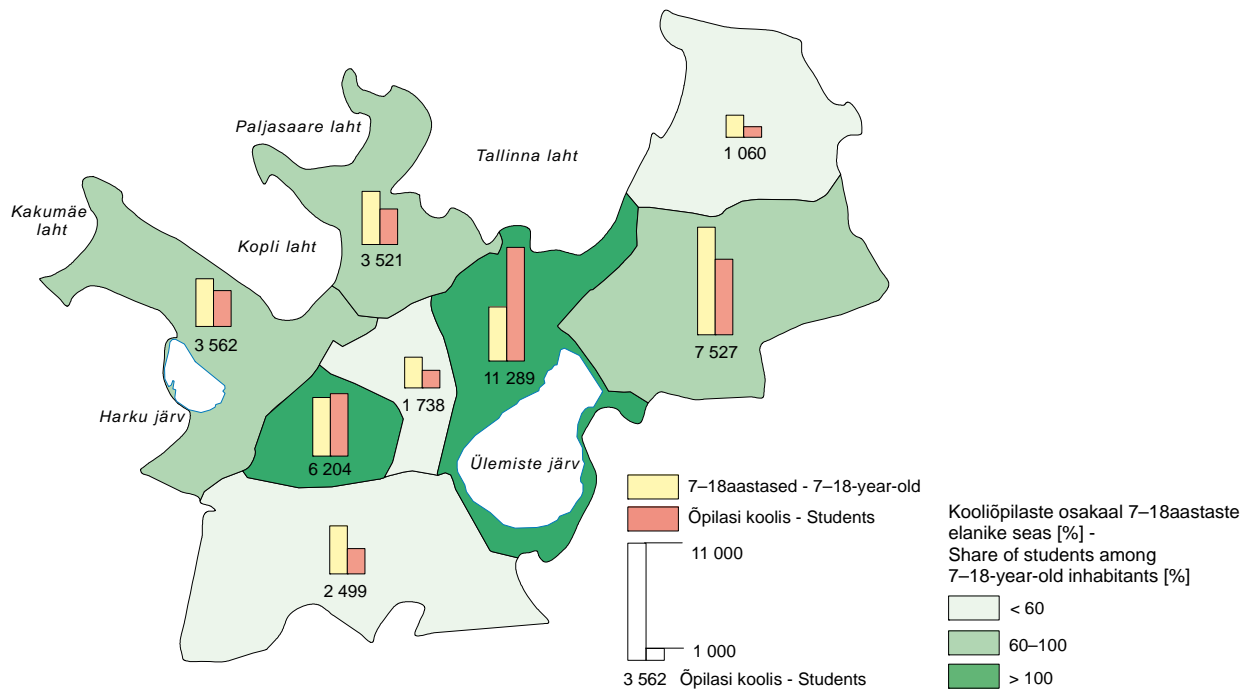 Paljasaare laht
Tallinna laht
1 060
Kakumäe
laht
Kopli laht
3 521
3 562
7 527
11 289
1 738
Harku järv
6 204
Ülemiste järv
2 499
7–18aastased - 7–18-year-old
Õpilasi koolis - Students
11 000
1 000
3 562 Õpilasi koolis - Students
Kooliõpilaste osakaal 7–18aastaste
elanike seas [%] -
Share of students among
7–18-year-old inhabitants [%]
< 60
60–100
> 100